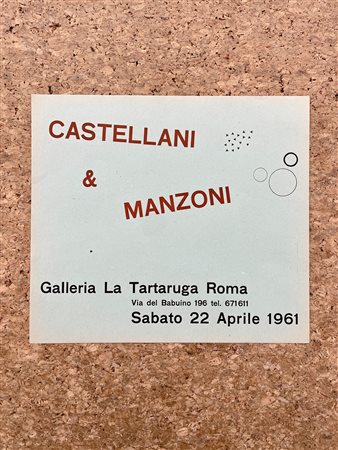 CASTELLANI
&
MANZONI
Galleria La Tartaruga Roma
Via del Babuino 196 tel. 671611
Sabato 22 Aprile 1961